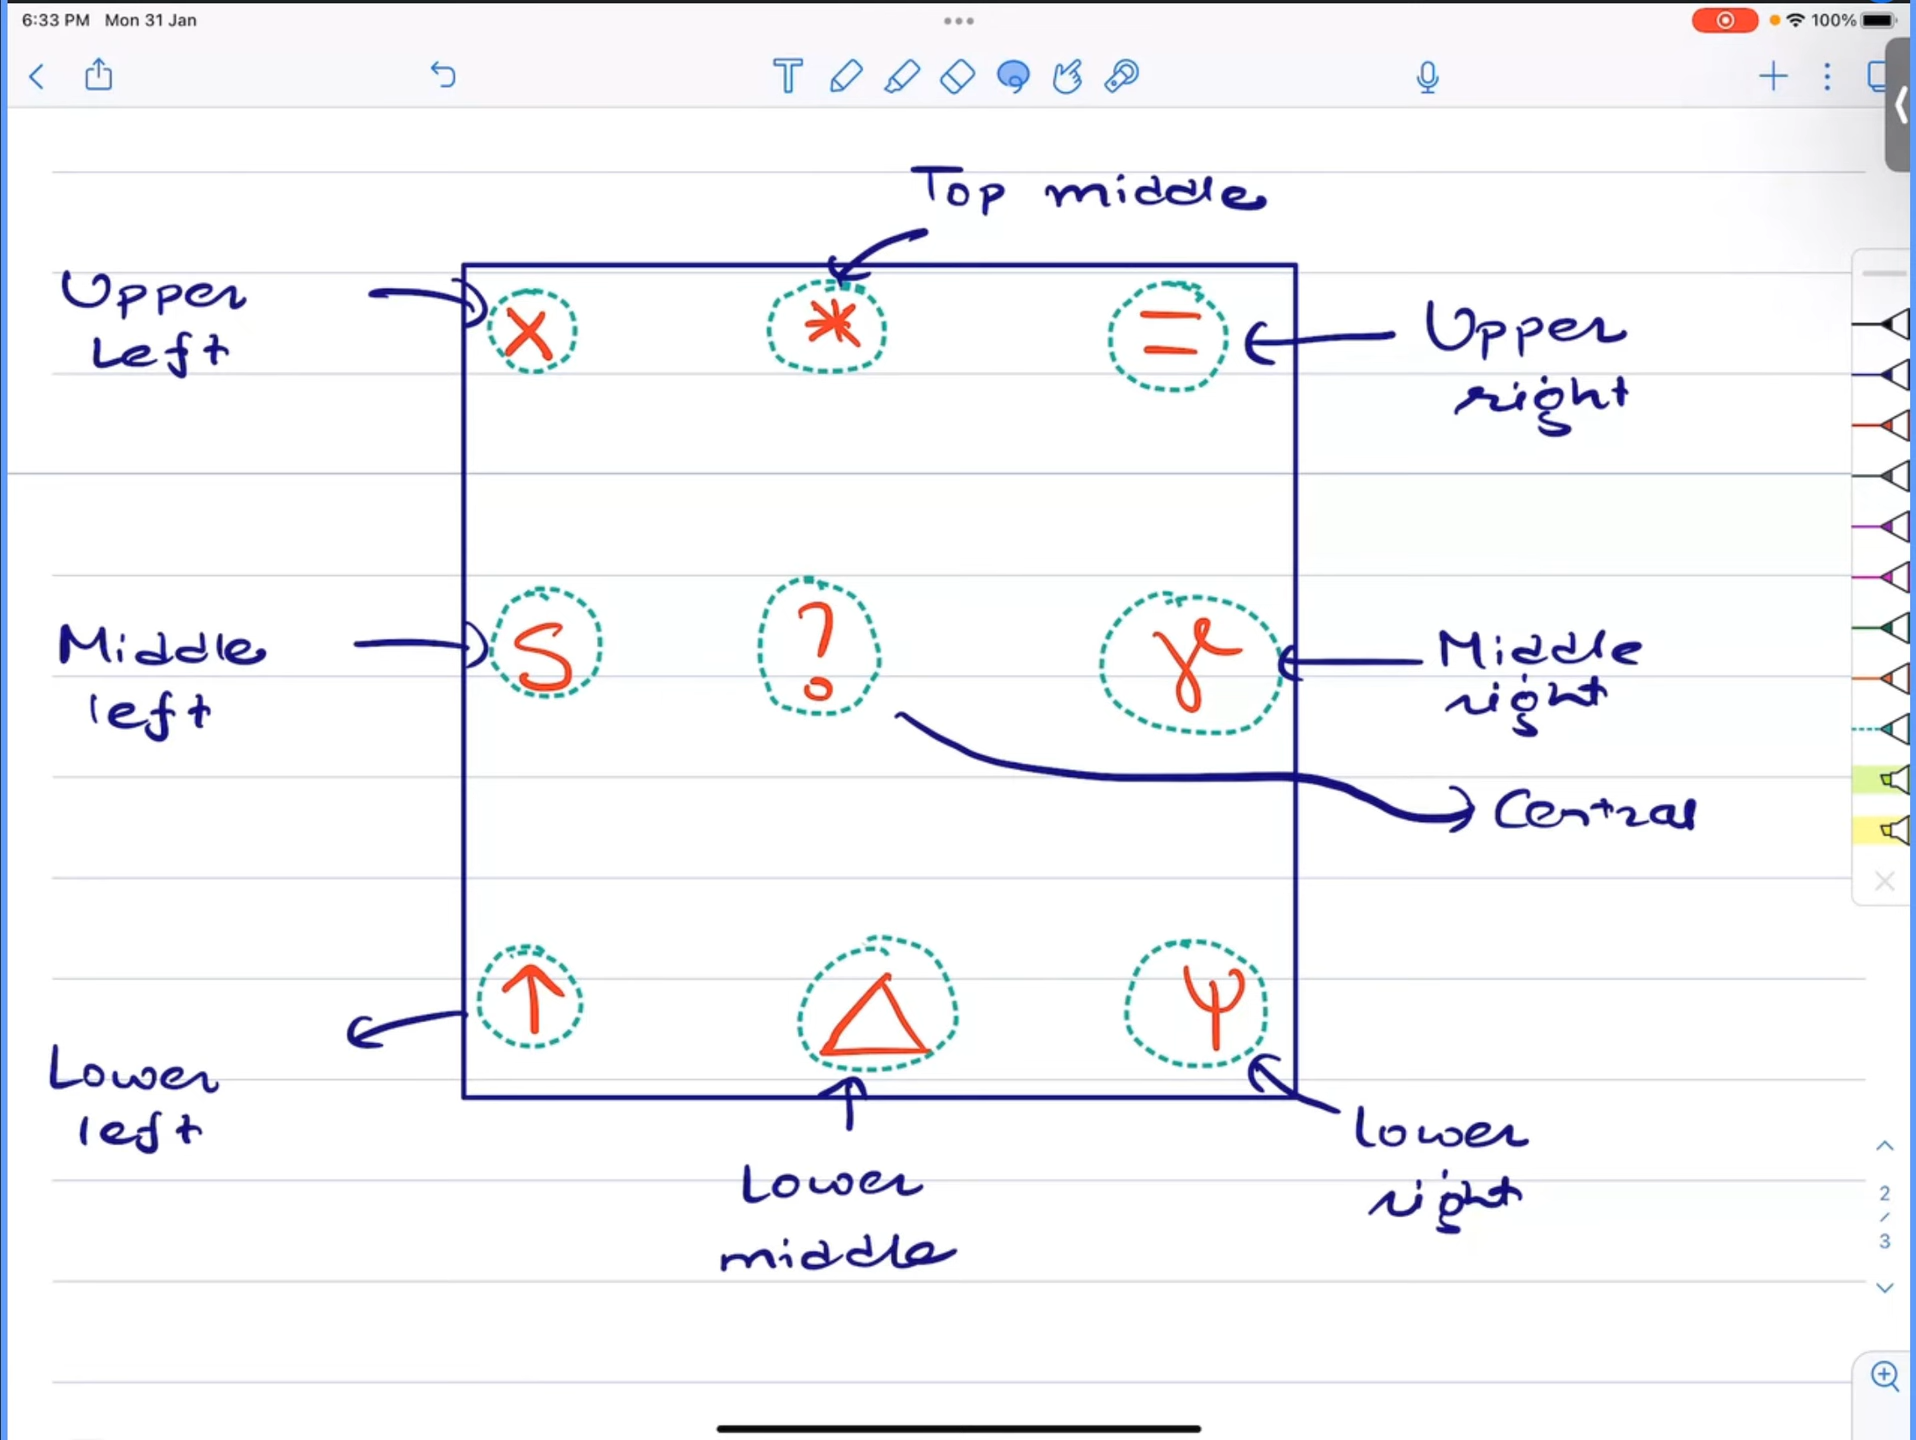 6:33 PM Mon 31 Jan
100%
T
Top middle
Upper
Left
X
*
=
Upper
right
Middle
left
S
?
γ
Middle
right
Central
↑
△
ψ
Lower
left
Lower
middle
Lower
right
2
/
3